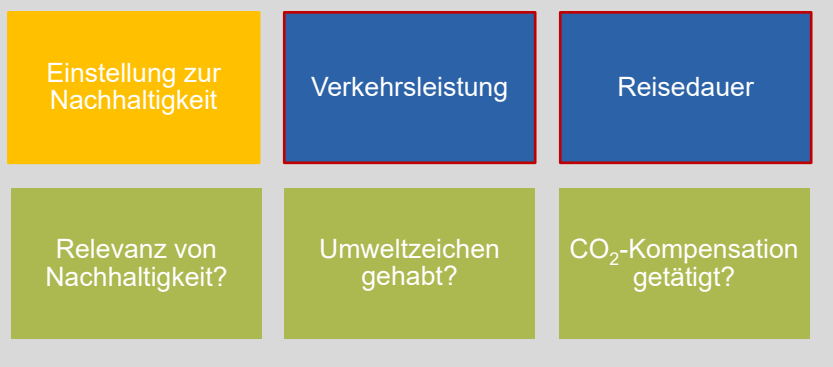 Einstellung zur
Nachhaltigkeit
Verkehrsleistung
Reisedauer
Relevanz von
Nachhaltigkeit?
Umweltzeichen
gehabt?
CO₂-Kompensation
getätigt?